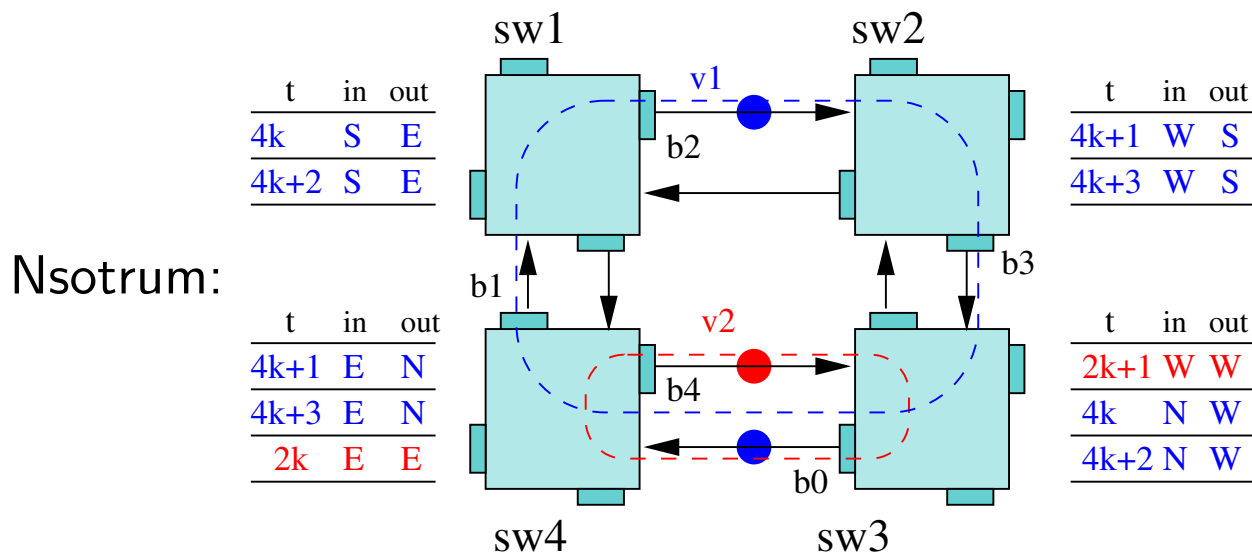 sw1
sw2
v1
t in out
4k S E
4k+2 S E
b2
t in out
4k+1 W S
4k+3 W S
Nsotrum:
b1
b3
t in out
4k+1 E N
4k+3 E N
2k E E
v2
b4
b0
t in out
2k+1 W W
4k N W
4k+2 N W
sw4
sw3